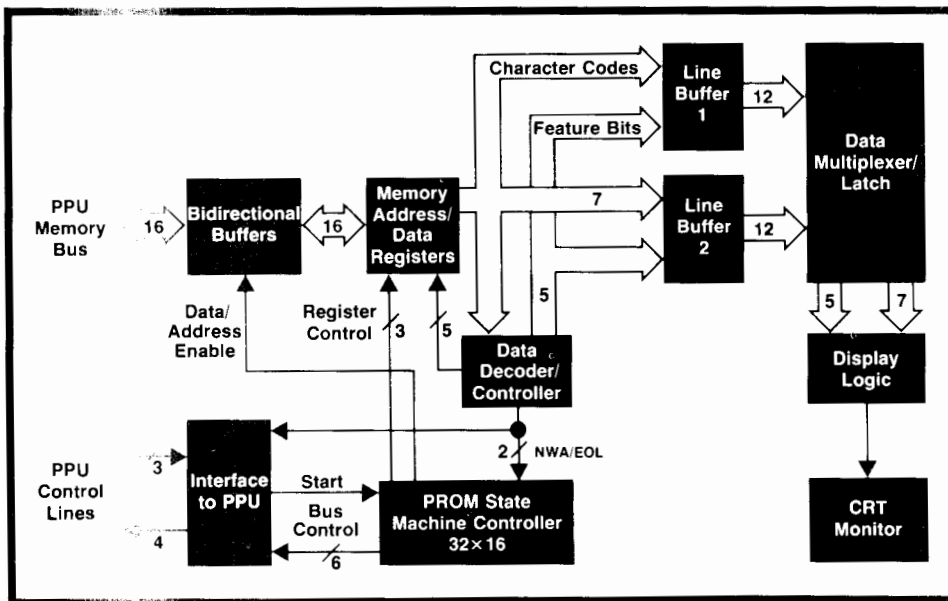 Character Codes
Line
Buffer
1
12
Data
Multiplexer/
Latch
Feature Bits
PPU
Memory
Bus
16
Bidirectional
Buffers
16
Memory
Address/
Data
Registers
7
Line
Buffer
2
12
Data/
Address
Enable
Register
Control
3
5
5
Data
Decoder/
Controller
5
7
Display
Logic
2
NWA/EOL
PPU
Control
Lines
3
4
Interface
to PPU
Start
Bus
Control
6
PROM State
Machine Controller
32×16
CRT
Monitor